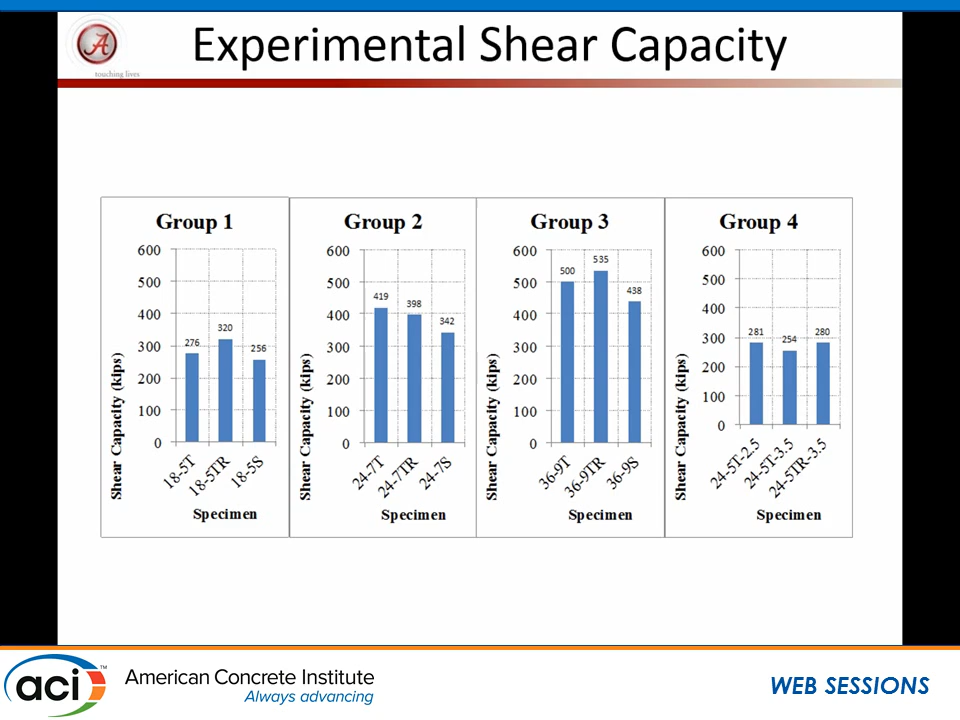 A
touching lives
Experimental Shear Capacity
Group 1
Shear Capacity (kips)
600
500
400
300
200
100
0
276
320
256
18-5T
18-5TR
18-5S
Specimen
Group 2
Shear Capacity (kips)
600
500
400
300
200
100
0
419
398
342
24-7T
24-7TR
24-7S
Specimen
Group 3
Shear Capacity (kips)
600
500
400
300
200
100
0
500
535
438
36-9T
36-9TR
36-9S
Specimen
Group 4
Shear Capacity (kips)
600
500
400
300
200
100
0
281
254
280
24-5T-2.5
24-5T-3.5
24-5TR-3.5
Specimen
aci™
American Concrete Institute
Always advancing
WEB SESSIONS